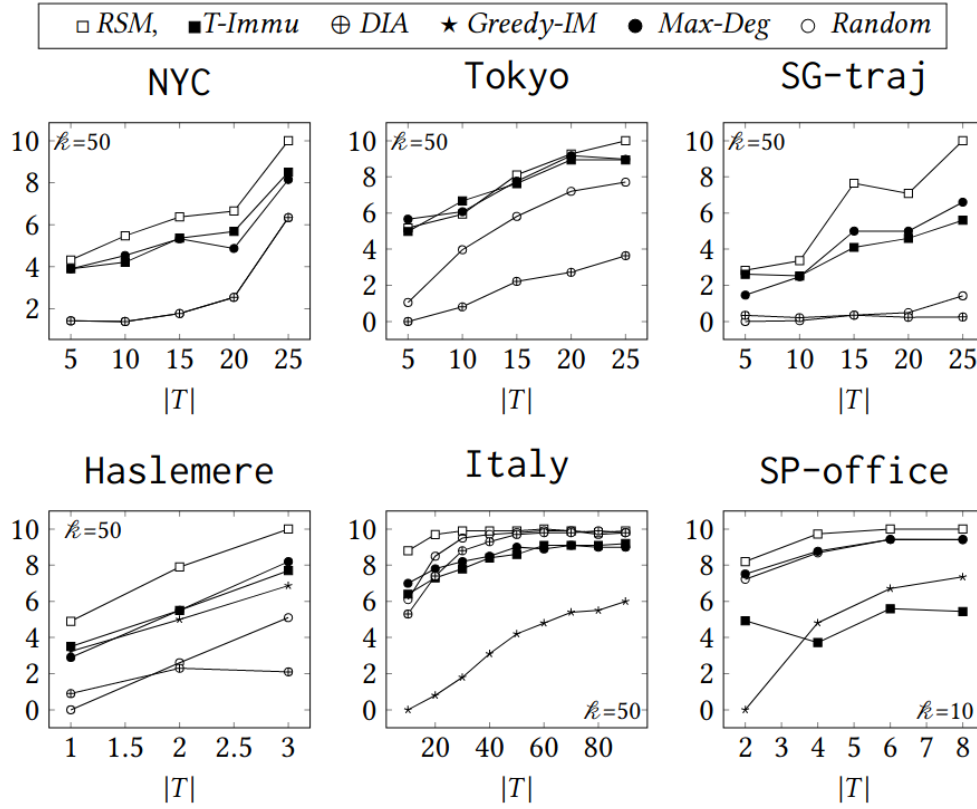 □ RSM, ■ T-Immu ⊕ DIA ★ Greedy-IM ● Max-Deg ○ Random
NYC Tokyo SG-traj
10 10 10
8 8 8
6 6 6
4 4 4
2 2 2
0 0
𝓀=50 𝓀=50 𝓀=50
5 10 15 20 25 5 10 15 20 25 5 10 15 20 25
|T| |T| |T|
Haslemere Italy SP-office
10 10 10
8 8 8
6 6 6
4 4 4
2 2 2
0 0 0
𝓀=50 𝓀=50 𝓀=10
1 1.5 2 2.5 3 20 40 60 80 2 3 4 5 6 7 8
|T| |T| |T|